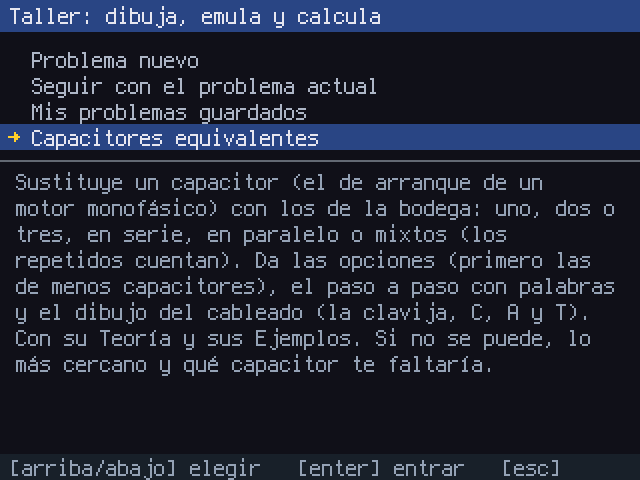 Taller: dibuja, emula y calcula
Problema nuevo
Seguir con el problema actual
Mis problemas guardados
→ Capacitores equivalentes
Sustituye un capacitor (el de arranque de un
motor monofásico) con los de la bodega: uno, dos o
tres, en serie, en paralelo o mixtos (los
repetidos cuentan). Da las opciones (primero las
de menos capacitores), el paso a paso con palabras
y el dibujo del cableado (la clavija, C, A y T).
Con su Teoría y sus Ejemplos. Si no se puede, lo
más cercano y qué capacitor te faltaría.
[arriba/abajo] elegir   [enter] entrar   [esc]